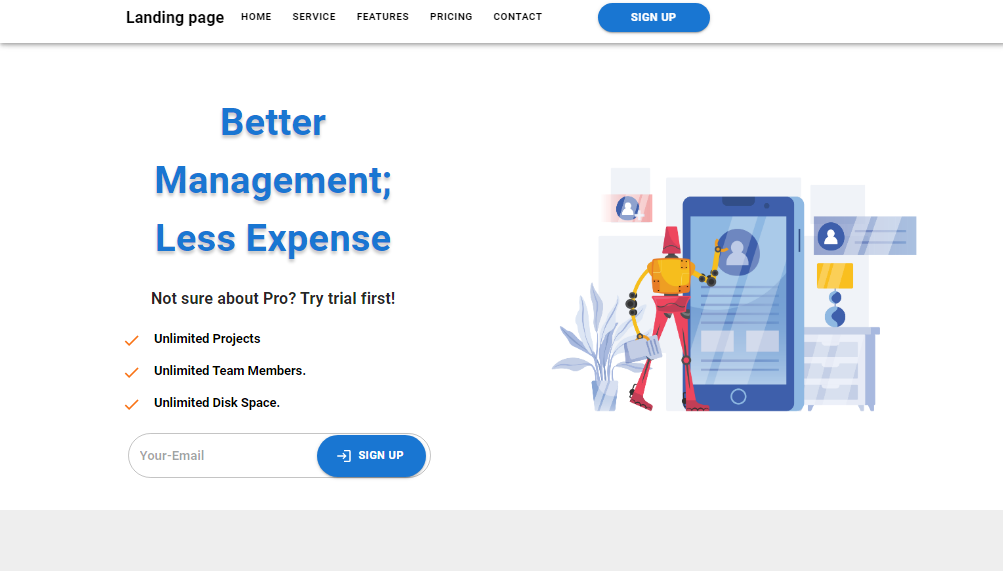 Landing page HOME SERVICE FEATURES PRICING CONTACT SIGN UP
Better
Management;
Less Expense
Not sure about Pro? Try trial first!
Unlimited Projects
Unlimited Team Members.
Unlimited Disk Space.
Your-Email SIGN UP